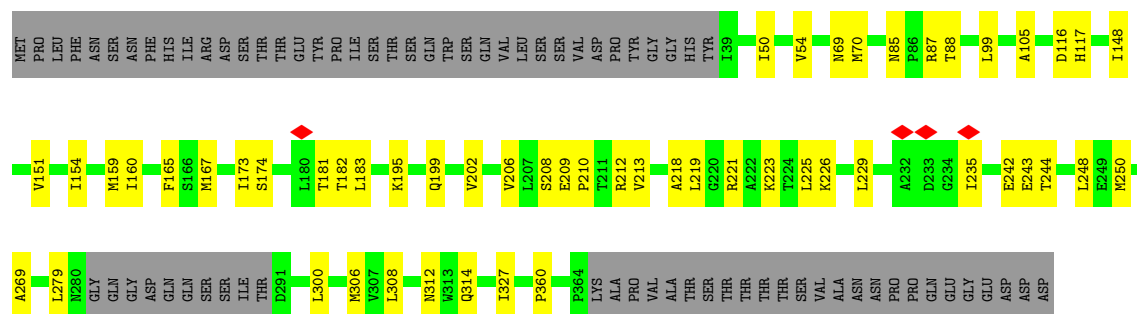 MET PRO LEU PHE ASN SER ASN PHE HIS ILE ARG ASP SER THR THR GLU TYR PRO ILE SER THR SER GLN TRP SER GLN VAL LEU SER SER VAL ASP PRO TYR GLY GLY HIS TYR I39 I50 V54 N69 M70 N85 P86 R87 T88 L99 A105 D116 H117 I148
V151 I154 M159 I160 F165 S166 M167 I173 S174 L180 T181 T182 L183 K195 Q199 V202 V206 L207 S208 E209 P210 T211 R212 V213 A218 L219 G220 R221 A222 K223 T224 L225 K226 L229 A232 D233 G234 I235 E242 E243 T244 L248 E249 M250
A269 L279 N280 GLY GLN GLY ASP GLN GLN SER SER ILE THR D291 L300 M306 V307 L308 N312 W313 Q314 I327 P360 P364 LYS ALA PRO VAL ALA THR SER THR THR THR THR SER VAL ALA ASN ASN PRO PRO GLN GLU GLY GLU ASP ASP ASP